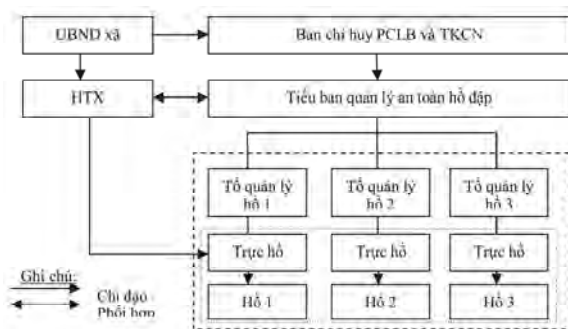 UBND xã
Ban chỉ huy PCLB và TKCN
HTX
Tiểu ban quản lý an toàn hồ đập
Tổ quản lý
hồ 1
Tổ quản lý
hồ 2
Tổ quản lý
hồ 3
Trực hồ
Trực hồ
Trực hồ
Ghi chú:
Chỉ đạo
Phối hợp
Hồ 1
Hồ 2
Hồ 3